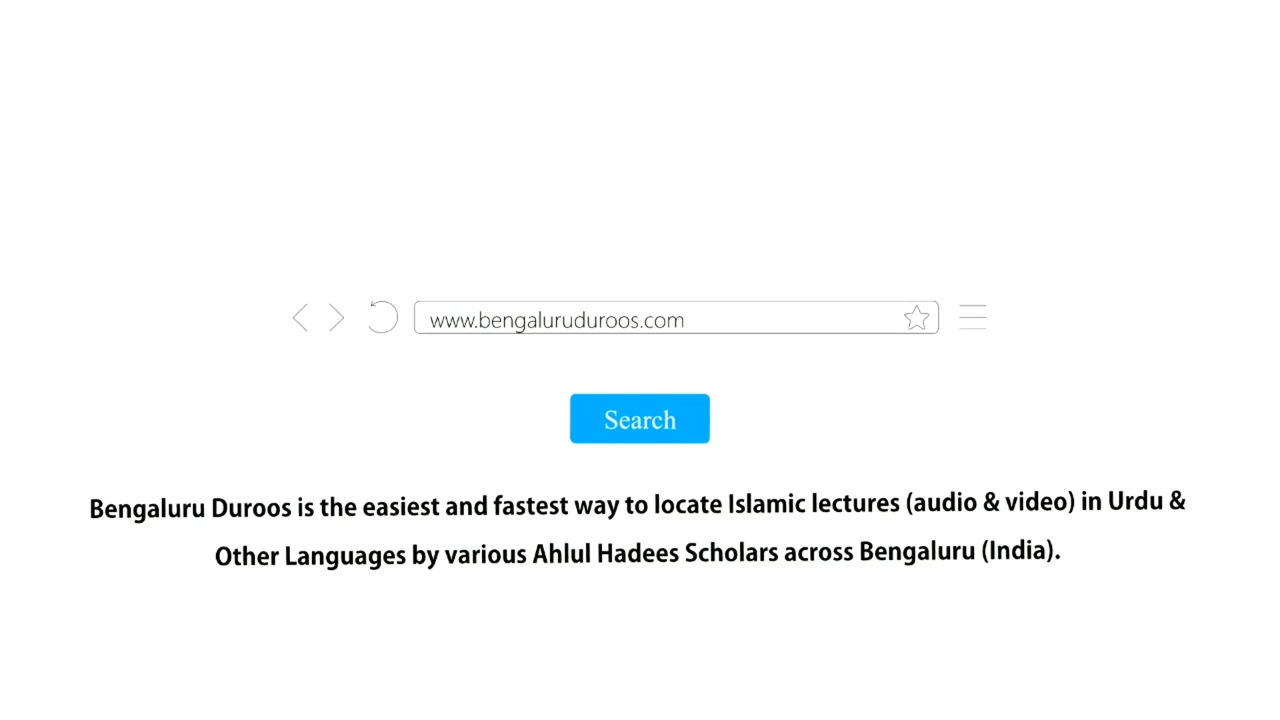 www.bengaluruduroos.com
Search
Bengaluru Duroos is the easiest and fastest way to locate Islamic lectures (audio & video) in Urdu &
Other Languages by various Ahlul Hadees Scholars across Bengaluru (India).